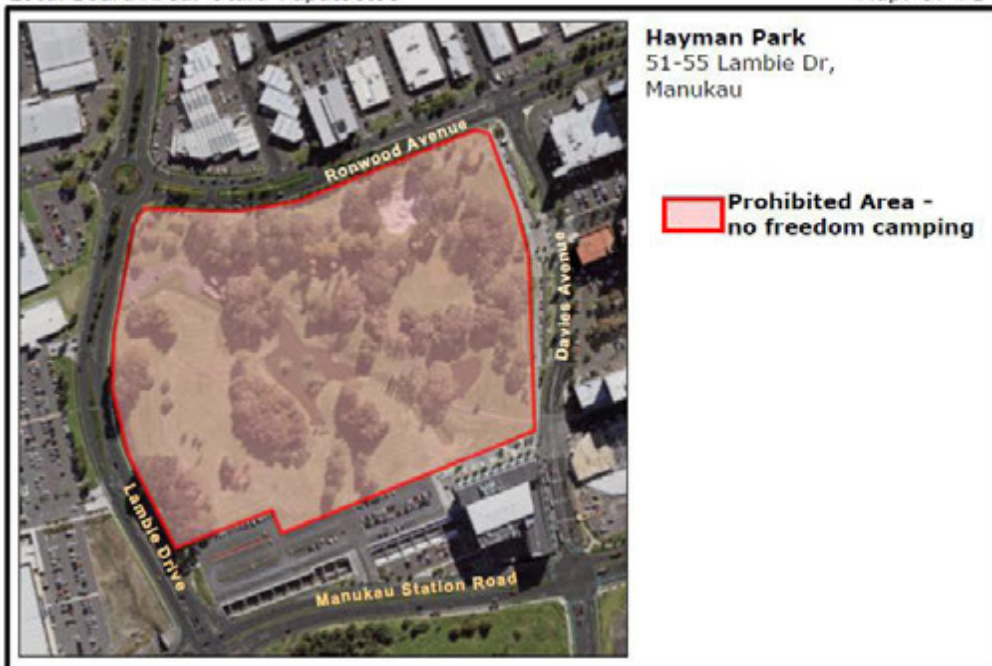 Hayman Park
51-55 Lambie Dr,
Manukau
Prohibited Area -
no freedom camping
Ronwood Avenue
Davies Avenue
Lambie Drive
Manukau Station Road